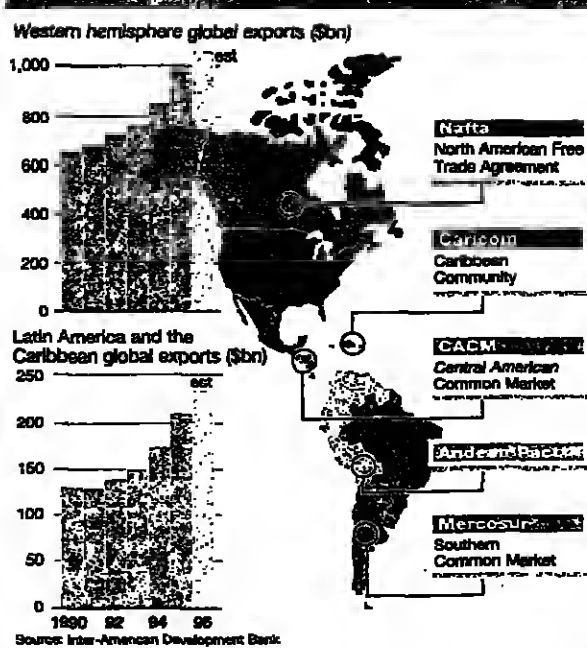 Western hemisphere global exports ($bn)
est
1,000
800
600
400
200
0
Nafta
North American Free
Trade Agreement
Caricom
Caribbean
Community
Latin America and the
Caribbean global exports ($bn)
est
250
200
150
100
50
0
1990 92 94 96
CACM
Central American
Common Market
Andean Pact
Mercosur
Southern
Common Market
Source: Inter-American Development Bank